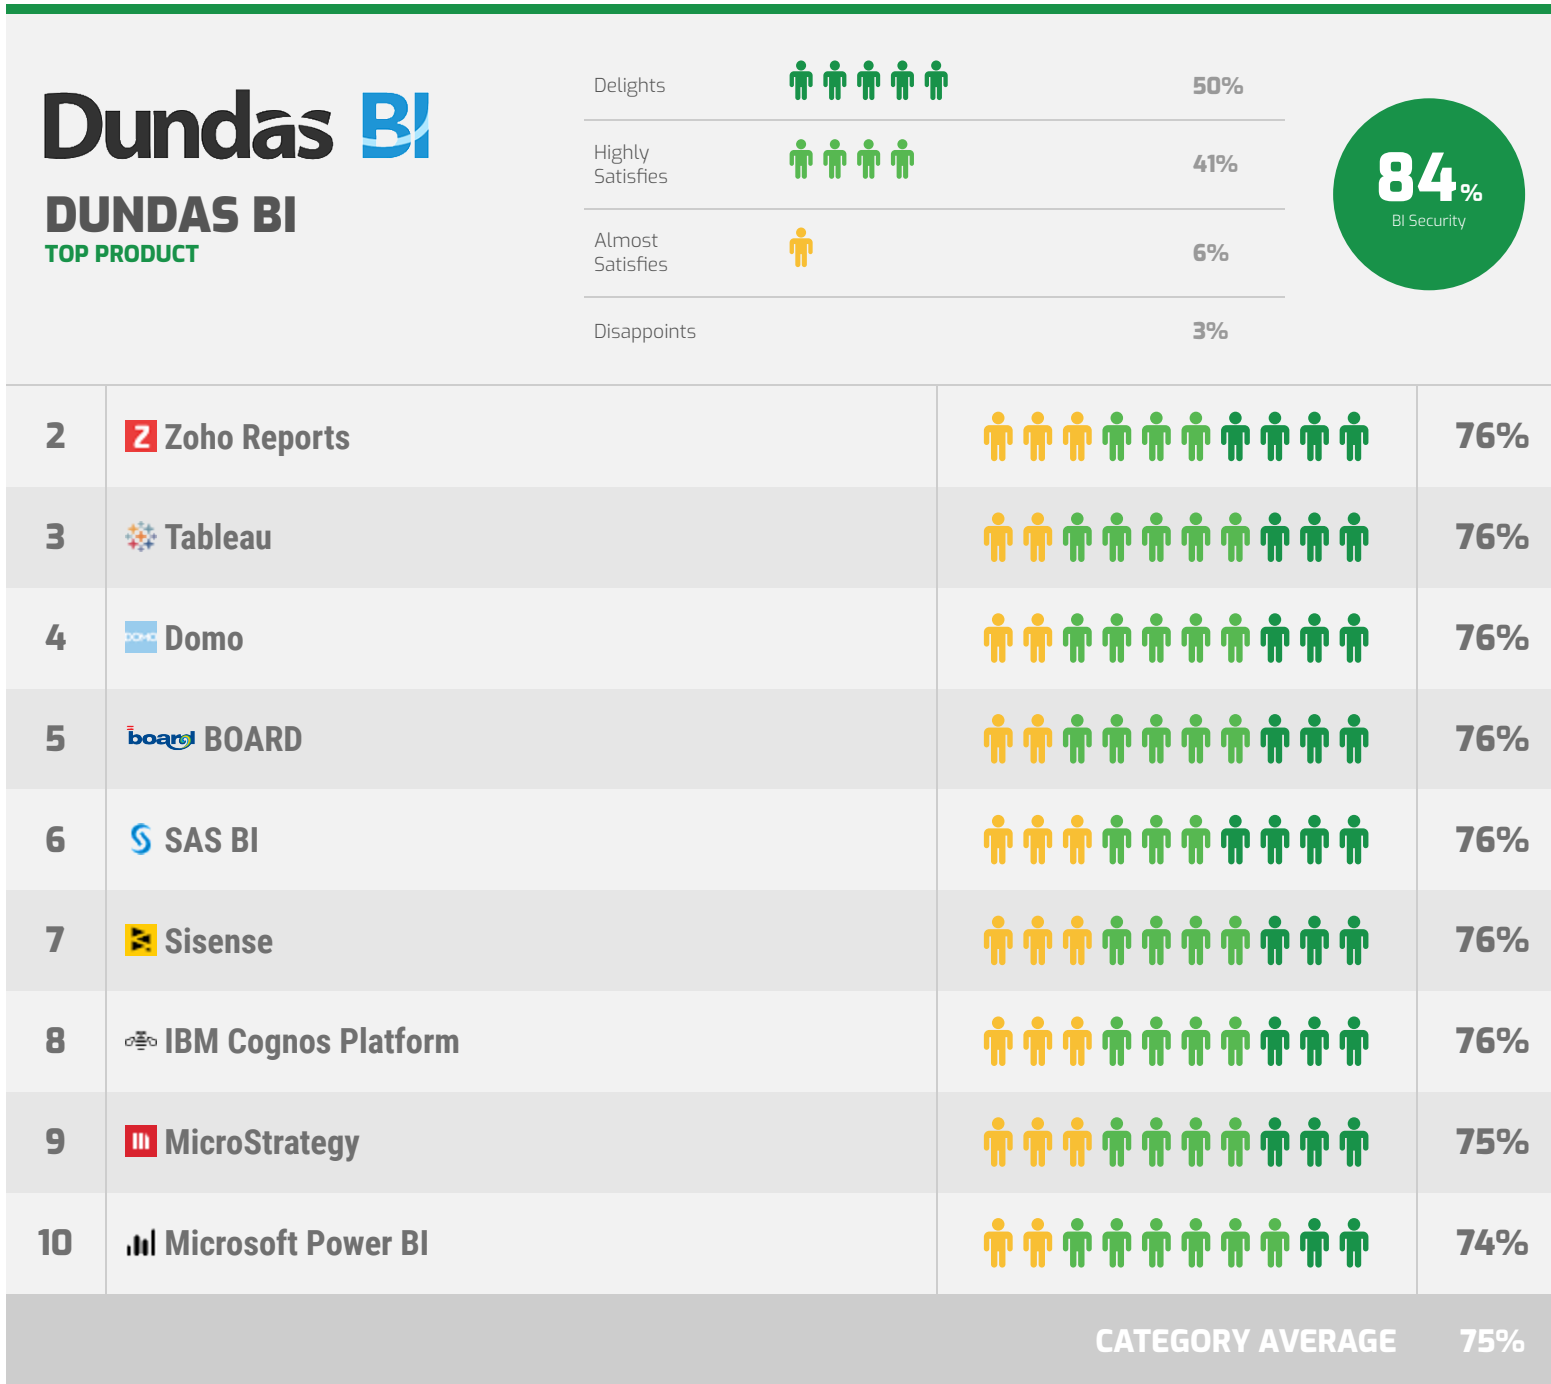 Dundas BI
DUNDAS BI
TOP PRODUCT
Delights 50%
Highly
Satisfies 41%
Almost
Satisfies 6%
Disappoints 3%
84%
BI Security
2 Z Zoho Reports 76%
3 Tableau 76%
4 DOMO Domo 76%
5 board BOARD 76%
6 SAS BI 76%
7 Sisense 76%
8 IBM Cognos Platform 76%
9 MicroStrategy 75%
10 Microsoft Power BI 74%
CATEGORY AVERAGE 75%